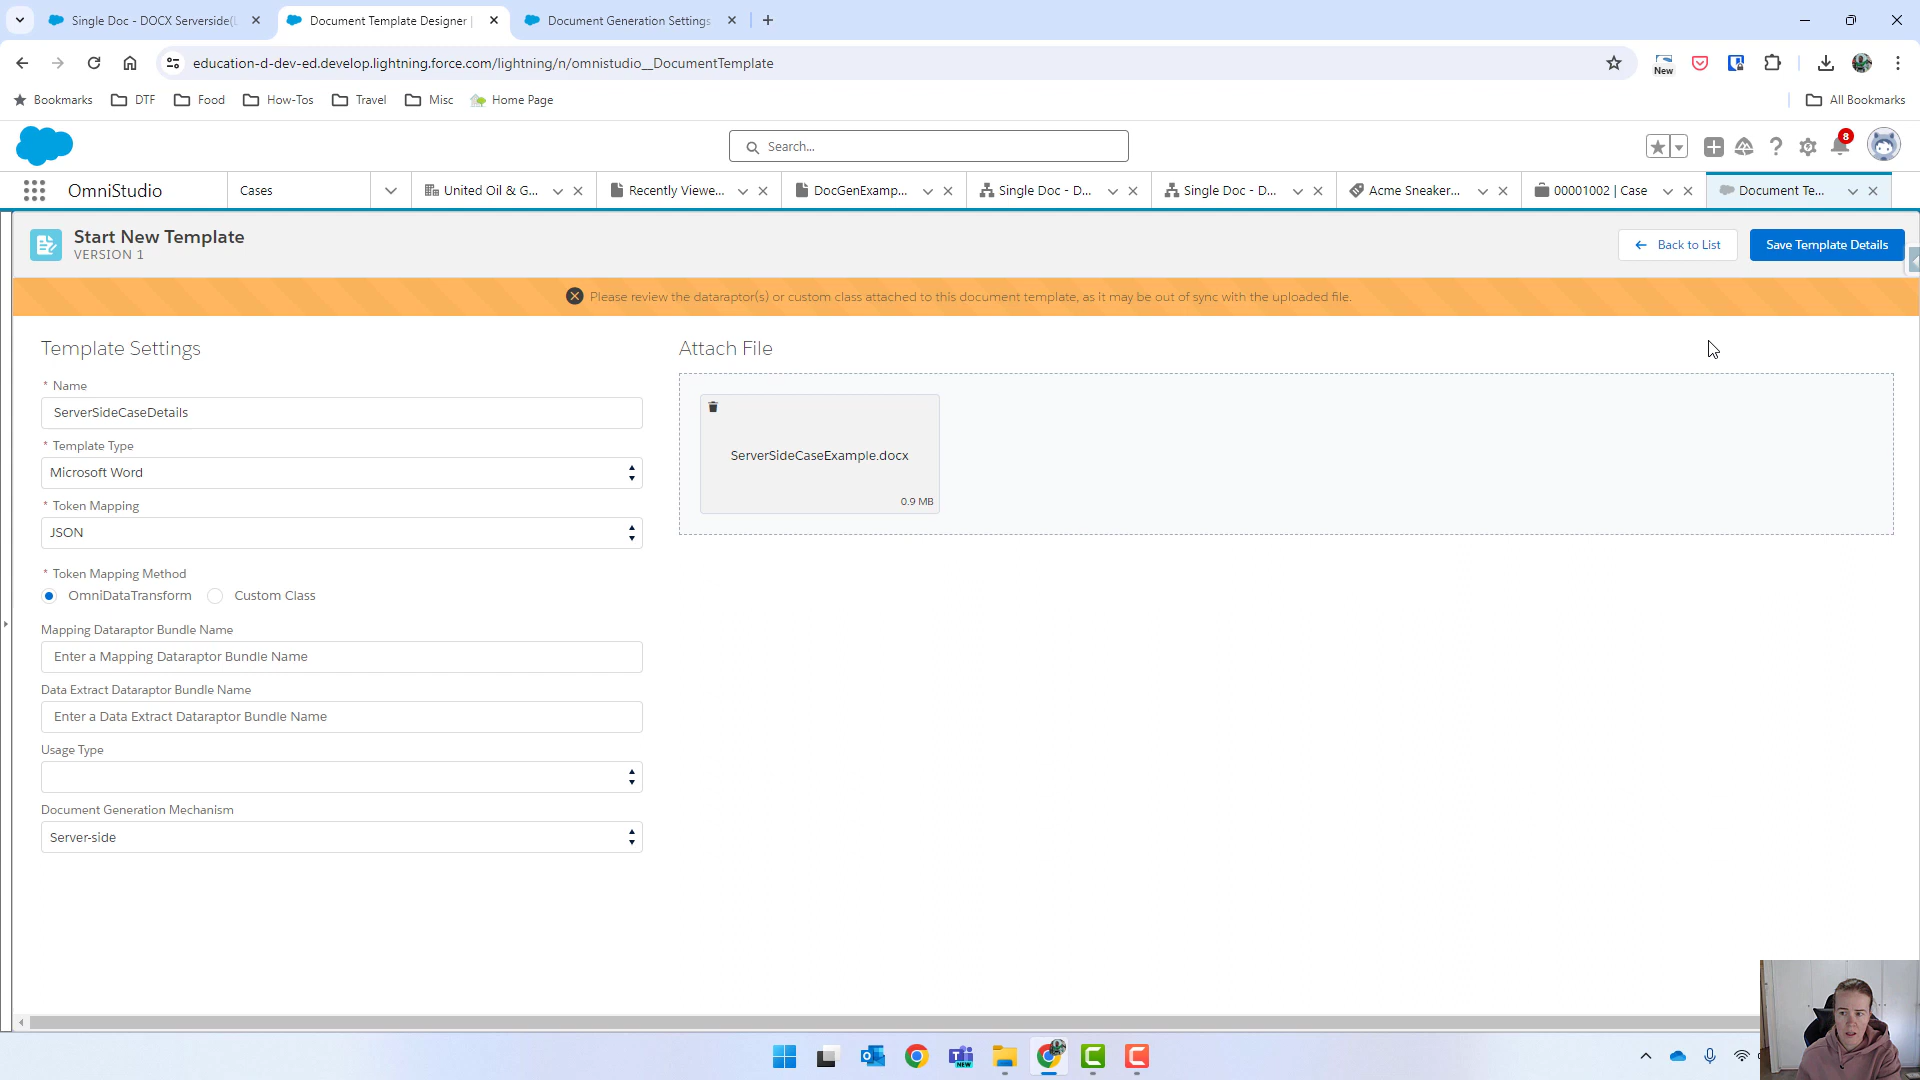 Single Doc - DOCX Serverside(
Document Template Designer |
Document Generation Settings
education-d-dev-ed.develop.lightning.force.com/lightning/n/omnistudio__DocumentTemplate
New
Bookmarks
DTF
Food
How-Tos
Travel
Misc
Home Page
All Bookmarks
Search...
8
OmniStudio
Cases
United Oil & G...
Recently Viewe...
DocGenExamp...
Single Doc - D...
Single Doc - D...
Acme Sneaker...
00001002 | Case
Document Te...
Start New Template
VERSION 1
Back to List
Save Template Details
Please review the dataraptor(s) or custom class attached to this document template, as it may be out of sync with the uploaded file.
Template Settings
* Name
ServerSideCaseDetails
* Template Type
Microsoft Word
* Token Mapping
JSON
* Token Mapping Method
OmniDataTransform
Custom Class
Mapping Dataraptor Bundle Name
Enter a Mapping Dataraptor Bundle Name
Data Extract Dataraptor Bundle Name
Enter a Data Extract Dataraptor Bundle Name
Usage Type
Document Generation Mechanism
Server-side
Attach File
ServerSideCaseExample.docx
0.9 MB
NEW